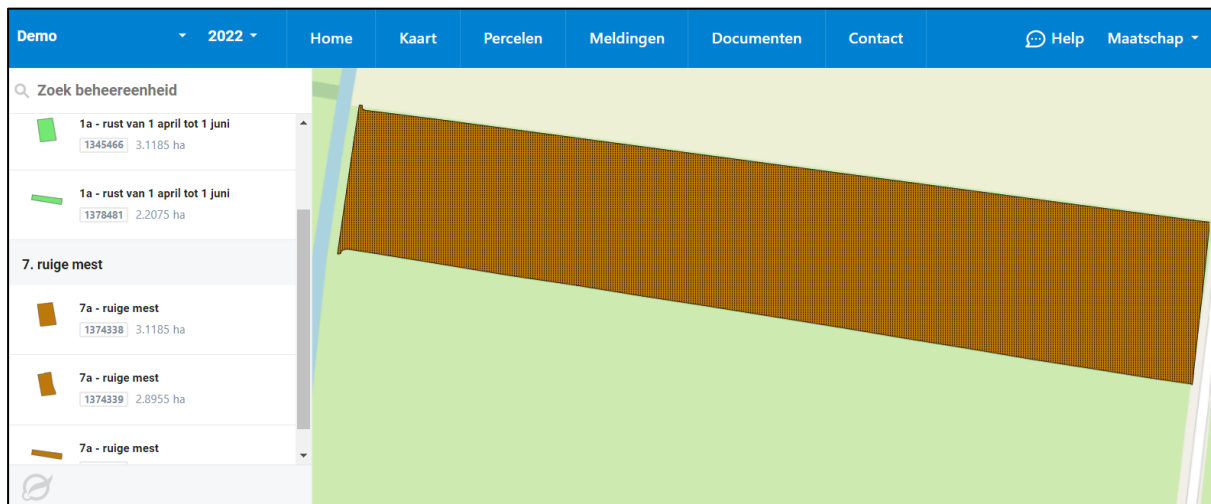 Demo 2022 Home Kaart Percelen Meldingen Documenten Contact Help Maatschap
Zoek beheereenheid
1a - rust van 1 april tot 1 juni
1345466 3.1185 ha
1a - rust van 1 april tot 1 juni
1378481 2.2075 ha
7. ruige mest
7a - ruige mest
1374338 3.1185 ha
7a - ruige mest
1374339 2.8955 ha
7a - ruige mest